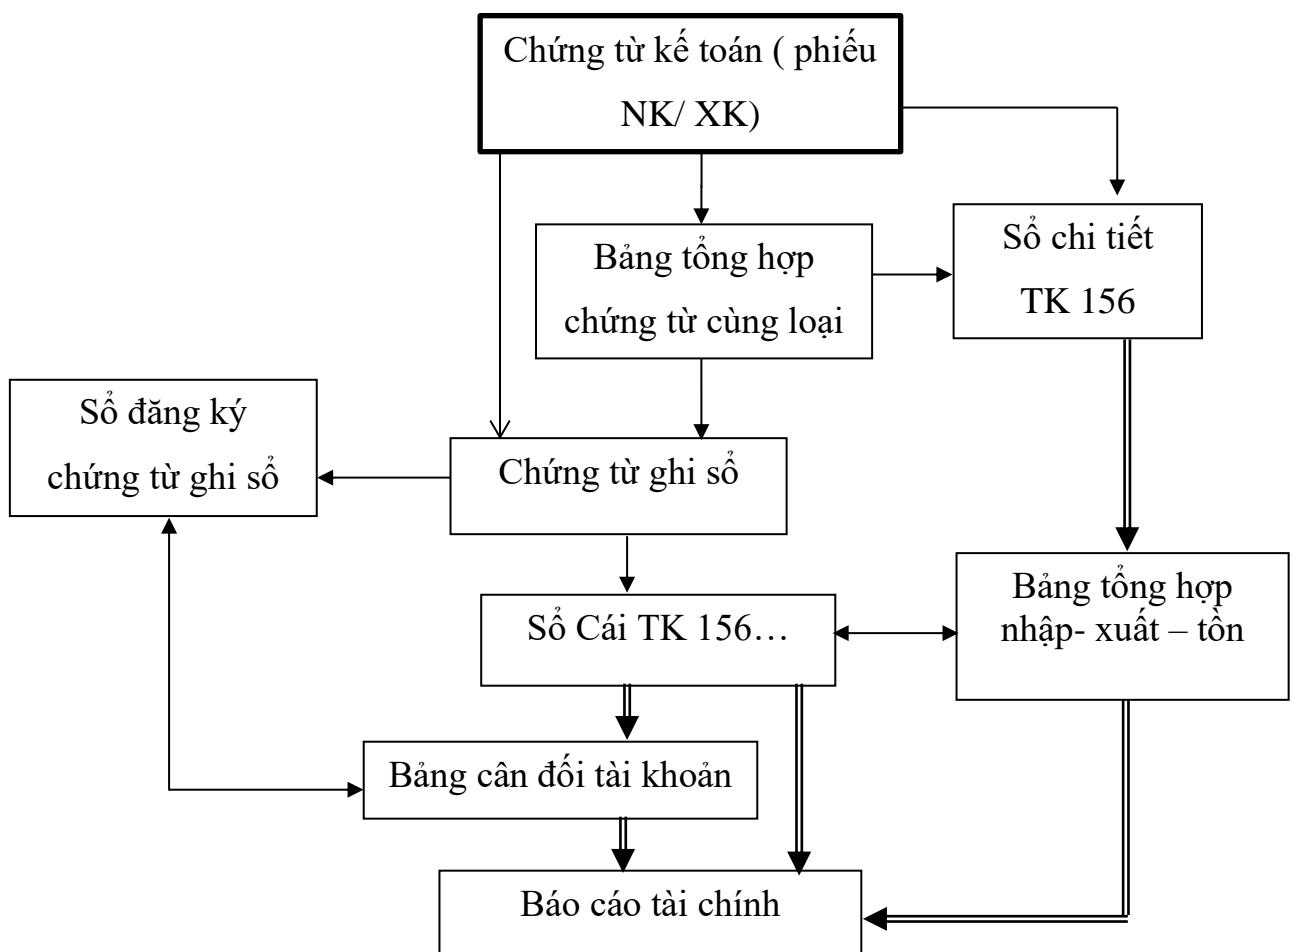 Chứng từ kế toán ( phiếu
NK/ XK)
Bảng tổng hợp
chứng từ cùng loại
Sổ chi tiết
TK 156
Sổ đăng ký
chứng từ ghi sổ
Chứng từ ghi sổ
Sổ Cái TK 156…
Bảng tổng hợp
nhập- xuất – tồn
Bảng cân đối tài khoản
Báo cáo tài chính